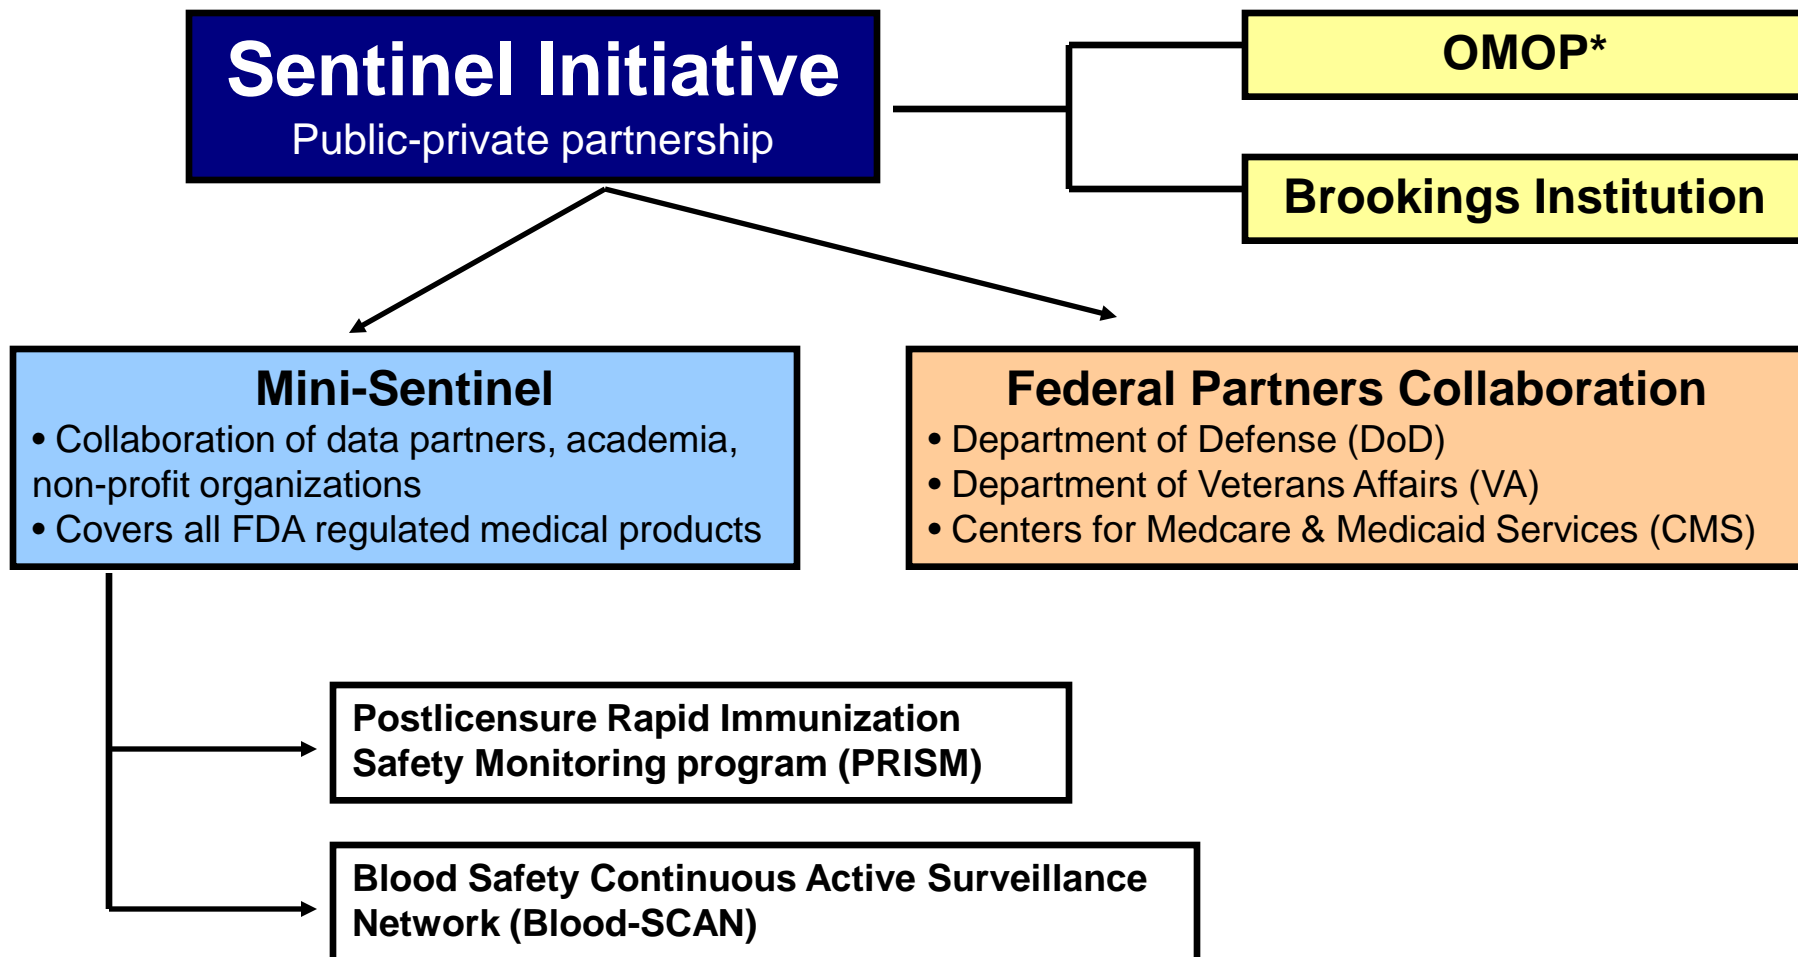 Sentinel Initiative
Public-private partnership
OMOP*
Brookings Institution
Mini-Sentinel
• Collaboration of data partners, academia,
non-profit organizations
• Covers all FDA regulated medical products
Federal Partners Collaboration
• Department of Defense (DoD)
• Department of Veterans Affairs (VA)
• Centers for Medcare & Medicaid Services (CMS)
Postlicensure Rapid Immunization
Safety Monitoring program (PRISM)
Blood Safety Continuous Active Surveillance
Network (Blood-SCAN)